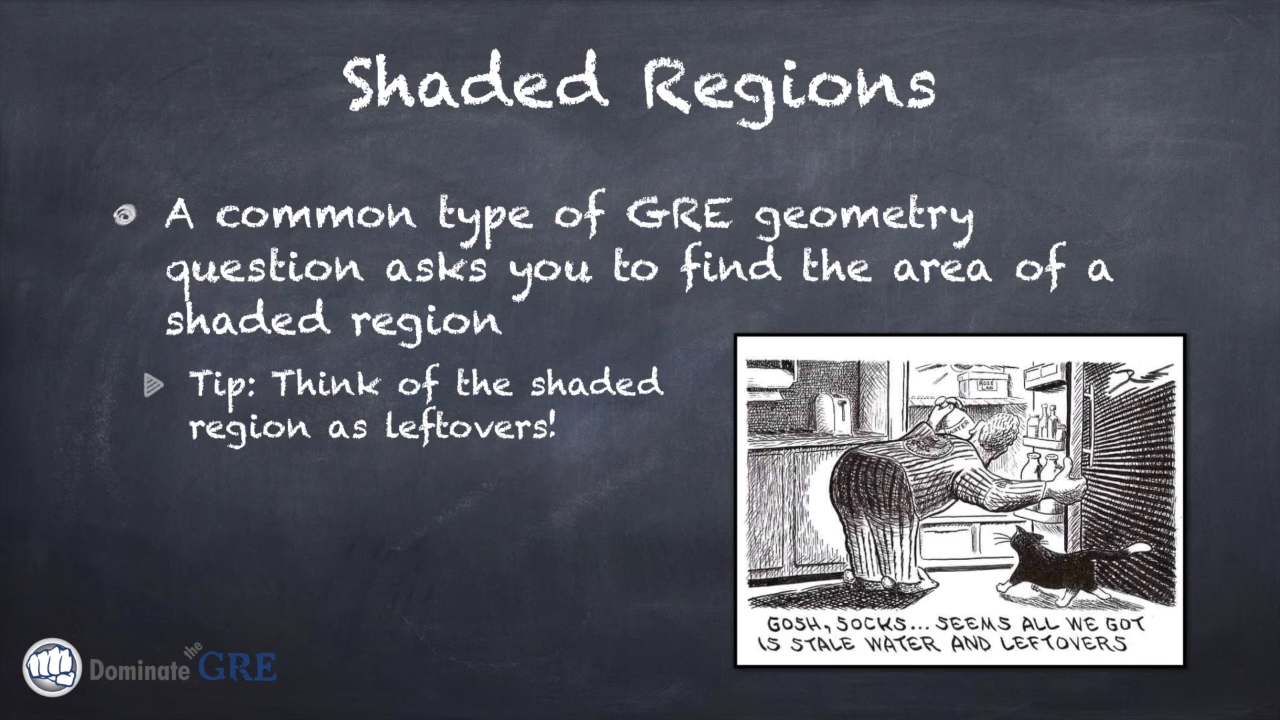 Shaded Regions
A common type of GRE geometry
question asks you to find the area of a
shaded region
Tip: Think of the shaded
region as leftovers!
GOSH, SOCKS... SEEMS ALL WE GOT
IS STALE WATER AND LEFTOVERS
Dominate the GRE